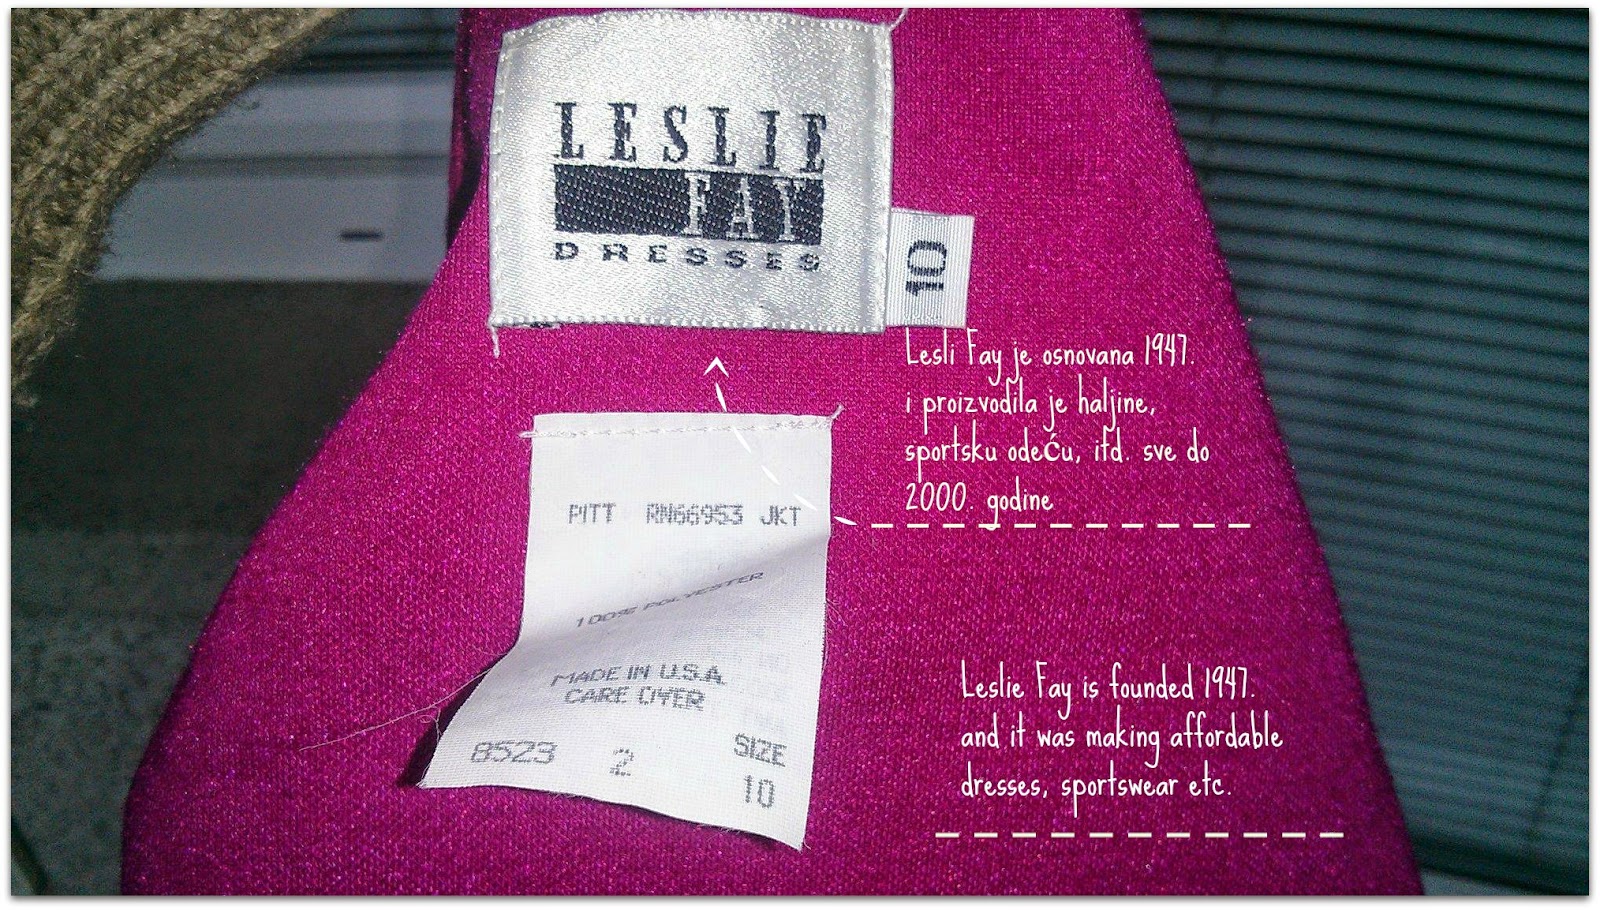 LESLIE
FAY
DRESSES
10
Lesli Fay je osnovana 1947.
i proizvodila je haljine,
sportsku odeću, itd. sve do
2000. godine
PITT RN66953 JKT
100% POLYESTER
MADE IN U.S.A
CARE OVER
8523 2 SIZE
10
Leslie Fay is founded 1947.
and it was making affordable
dresses, sportswear etc.